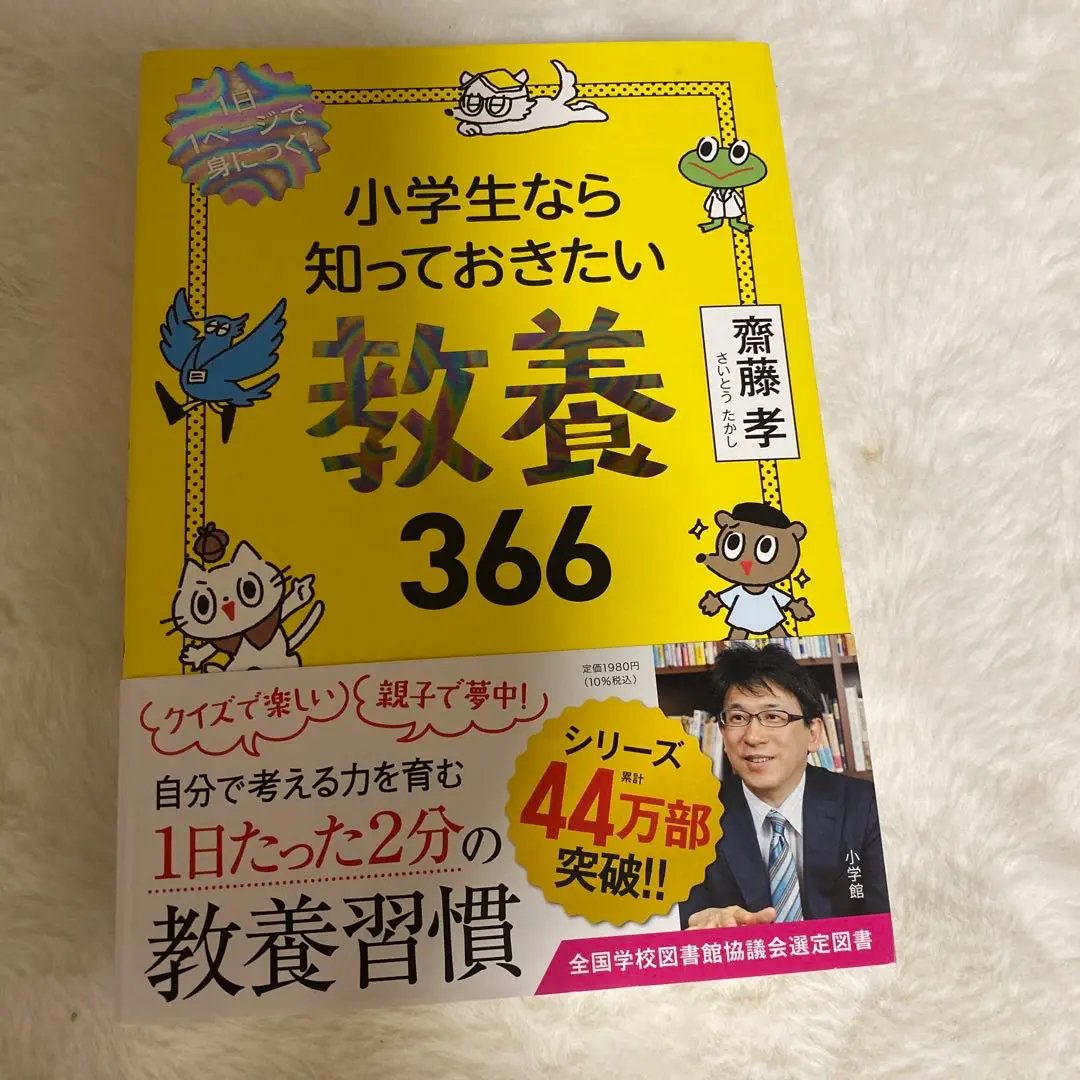 1日
1ページで
身につく!
小学生なら
知っておきたい
教養
366
齋藤 孝
さいとう たかし
クイズで楽しい
親子で夢中!
定価1980円
(10%税込)
自分で考える力を育む
1日たった2分の
教養習慣
シリーズ
累計
44万部
突破!!
小学館
全国学校図書館協議会選定図書